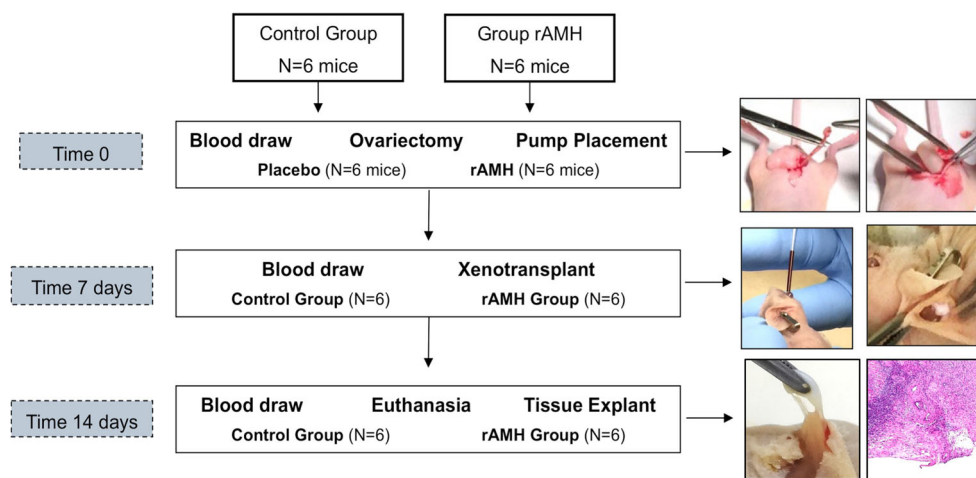 Control Group
N=6 mice
Group rAMH
N=6 mice
Time 0
Blood draw Ovariectomy Pump Placement
Placebo (N=6 mice) rAMH (N=6 mice)
Time 7 days
Blood draw Xenotransplant
Control Group (N=6) rAMH Group (N=6)
Time 14 days
Blood draw Euthanasia Tissue Explant
Control Group (N=6) rAMH Group (N=6)